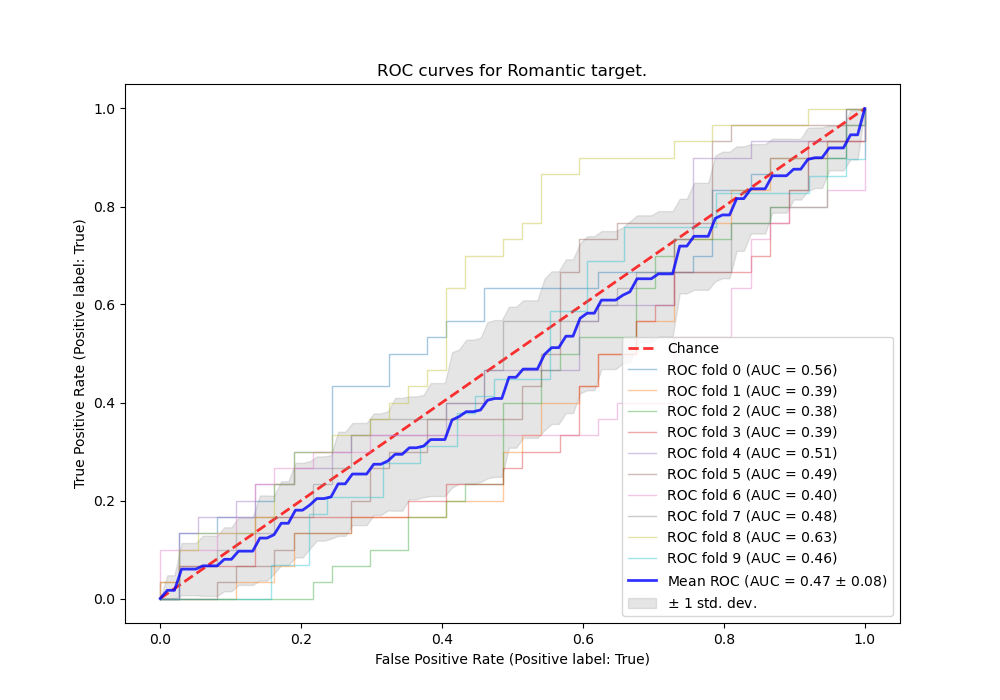 ROC curves for Romantic target.
True Positive Rate (Positive label: True)
1.0
0.8
0.6
0.4
0.2
0.0
0.0 0.2 0.4 0.6 0.8 1.0
False Positive Rate (Positive label: True)
Chance
ROC fold 0 (AUC = 0.56)
ROC fold 1 (AUC = 0.39)
ROC fold 2 (AUC = 0.38)
ROC fold 3 (AUC = 0.39)
ROC fold 4 (AUC = 0.51)
ROC fold 5 (AUC = 0.49)
ROC fold 6 (AUC = 0.40)
ROC fold 7 (AUC = 0.48)
ROC fold 8 (AUC = 0.63)
ROC fold 9 (AUC = 0.46)
Mean ROC (AUC = 0.47 ± 0.08)
± 1 std. dev.